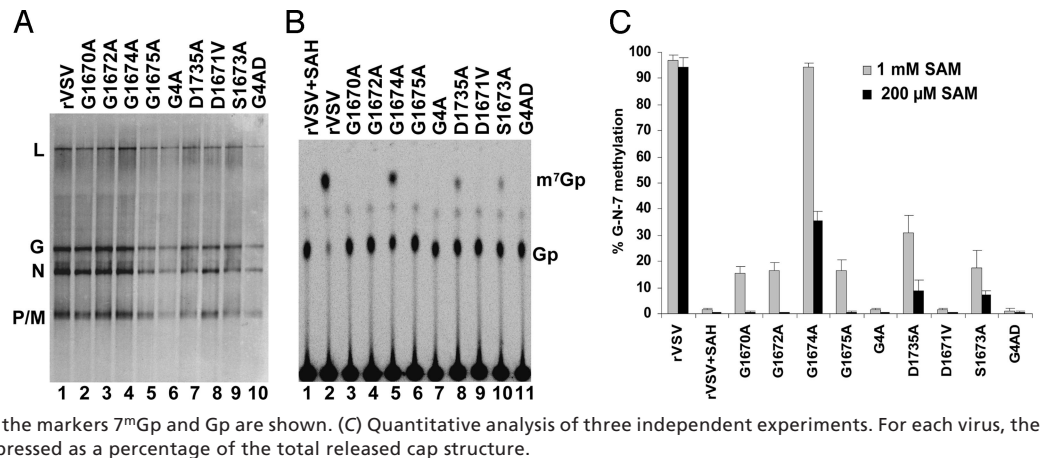 A
rVSV
G1670A
G1672A
G1674A
G1675A
G4A
D1735A
D1671V
S1673A
G4AD
L
G
N
P/M
1 2 3 4 5 6 7 8 9 10
B
rVSV+SAH
rVSV
G1670A
G1672A
G1674A
G1675A
G4A
D1735A
D1671V
S1673A
G4AD
m⁷Gp
Gp
1 2 3 4 5 6 7 8 9 10 11
C
% G-N-7 methylation
100
90
80
70
60
50
40
30
20
10
0
1 mM SAM
200 µM SAM
rVSV
rVSV+SAH
G1670A
G1672A
G1674A
G1675A
G4A
D1735A
D1671V
S1673A
G4AD
the markers 7ᵐGp and Gp are shown. (C) Quantitative analysis of three independent experiments. For each virus, the
pressed as a percentage of the total released cap structure.